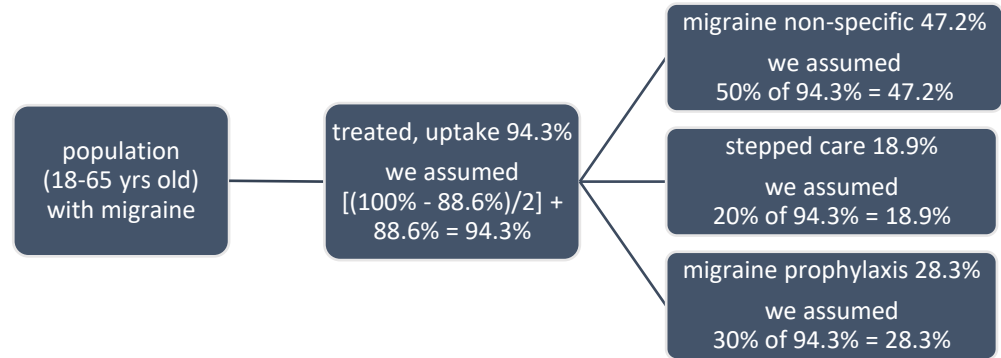 population
(18-65 yrs old)
with migraine
treated, uptake 94.3%
we assumed
[(100% - 88.6%)/2] +
88.6% = 94.3%
migraine non-specific 47.2%
we assumed
50% of 94.3% = 47.2%
stepped care 18.9%
we assumed
20% of 94.3% = 18.9%
migraine prophylaxis 28.3%
we assumed
30% of 94.3% = 28.3%